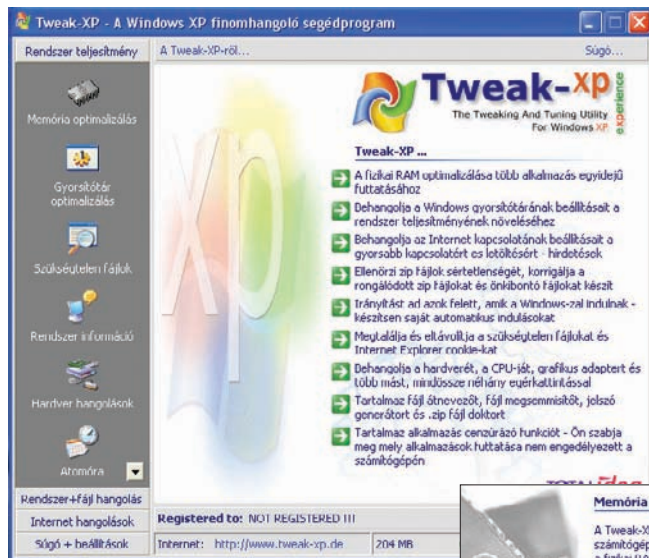 Tweak-XP - A Windows XP finomhangoló segédprogram
Rendszer teljesítmény
A Tweak-XP-ről...
Súgó...
Memória optimalizálás
Gyorsítótár
optimalizálás
Szükségtelen fájlok
Rendszer információ
Hardver hangolások
Atomóra
Rendszer+fájl hangolás
Internet hangolások
Súgó + beállítások
xp
Tweak-xp
experience
The Tweaking And Tuning Utility
For Windows XP
Tweak-XP ...
A fizikai RAM optimalizálása több alkalmazás egyidejű
futtatásához
Behangolja a Windows gyorsítótárának beállításait a
rendszer teljesítményének növeléséhez
Behangolja az Internet kapcsolatának beállításait a
gyorsabb kapcsolatért es letöltésért - hirdetések
Ellenőrzi zip fájlok sértetlenségét, korrigálja a
rongálódott zip fájlokat és önkibontó fájlokat készít
Irányítást ad azok felett, amik a Windows-zal indulnak -
készítsen saját automatikus indulásokat
Megtalálja és eltávolítja a szükségtelen fájlokat és
Internet Explorer cookie-kat
Behangolja a hardverét, a CPU-ját, grafikus adaptert és
több mást, mindössze néhány egérkattintással
Tartalmaz fájl átnevezőt, fájl megsemmisítőt, jelszó
generátort és .zip fájl doktort
Tartalmaz alkalmazás cenzúrázó funkciót - Ön szabja
meg mely alkalmazások futtatása nem engedélyezett a
számítógépén
Registered to: NOT REGISTERED !!!
Internet: http://www.tweak-xp.de
204 MB
Memória
A Tweak-X
számítógép